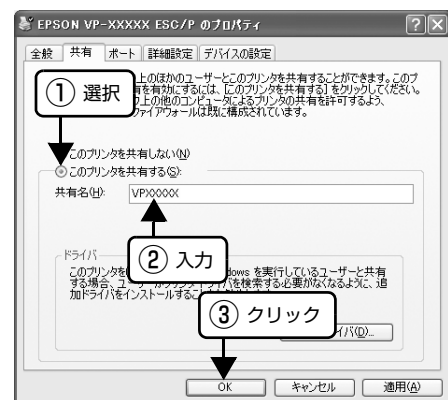 EPSON VP-XXXXX ESC/P のプロパティ
全般 共有 ポート 詳細設定 デバイスの設定
上のほかのユーザーとこのプリンタを共有することができます。このプ
① 選択
有を有効にするには、[このプリンタを共有する] をクリックしてください。
上の他のコンピュータによるプリンタの共有を許可するよう、
ファイアウォールは既に構成されています。
このプリンタを共有しない(N)
このプリンタを共有する(S):
共有名(H): VPXXXXX
② 入力
ドライバ
このプリンタを dows を実行しているユーザーと共有
する場合、ユー バを検索する必要がなくなるように、追
加ドライバをインストールするこ
③ クリック
イバ(D)...
OK キャンセル 適用(A)